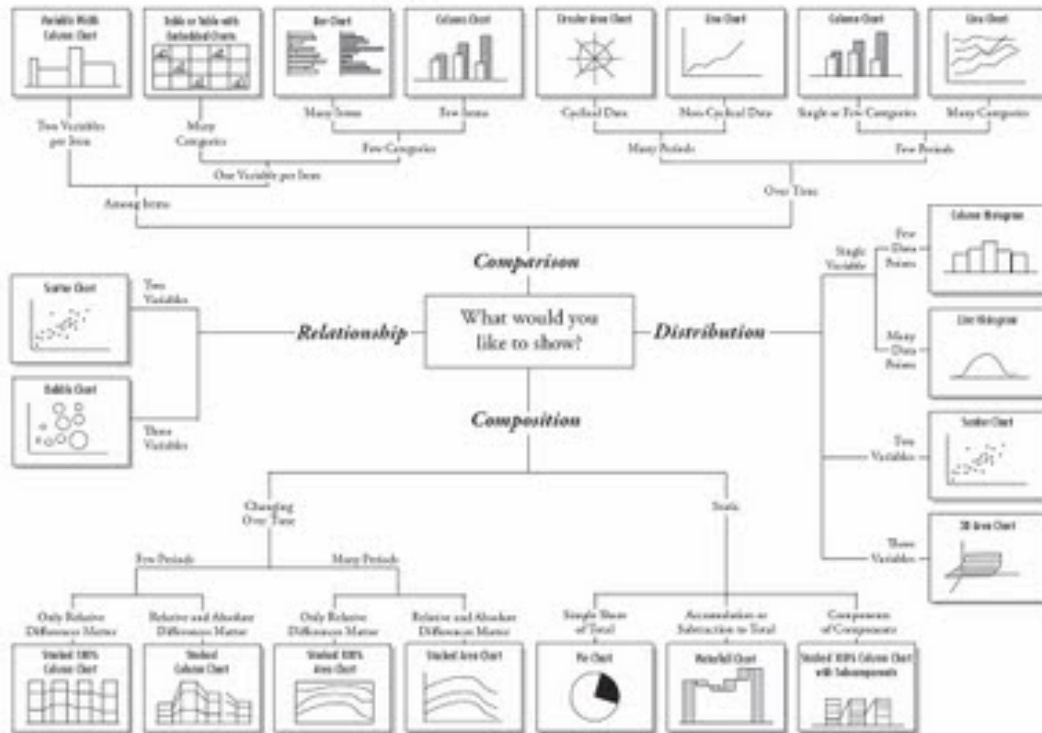 Variable Width
Column Chart
Table or Table with
Embedded Charts
Bar Chart
Column Chart
Circular Area Chart
Line Chart
Column Chart
Line Chart
Two Variables
per Item
Many
Categories
Many Items
Few Items
Cyclical Data
Non-Cyclical Data
Single or Few Categories
Many Categories
Few Categories
Many Periods
Few Periods
One Variable per Item
Among Items
Over Time
Comparison
What would you
like to show?
Relationship
Two
Variables
Scatter Chart
Three
Variables
Bubble Chart
Distribution
Single
Variable
Few
Data
Points
Column Histogram
Many
Data
Points
Line Histogram
Two
Variables
Scatter Chart
Three
Variables
3D Area Chart
Composition
Changing
Over Time
Static
Few Periods
Many Periods
Only Relative
Differences Matter
Relative and Absolute
Differences Matter
Only Relative
Differences Matter
Relative and Absolute
Differences Matter
Simple Share
of Total
Accumulation or
Subtraction to Total
Components
of Components
Stacked 100%
Column Chart
Stacked
Column Chart
Stacked 100%
Area Chart
Stacked Area Chart
Pie Chart
Waterfall Chart
Stacked 100% Column Chart
with Subcomponents